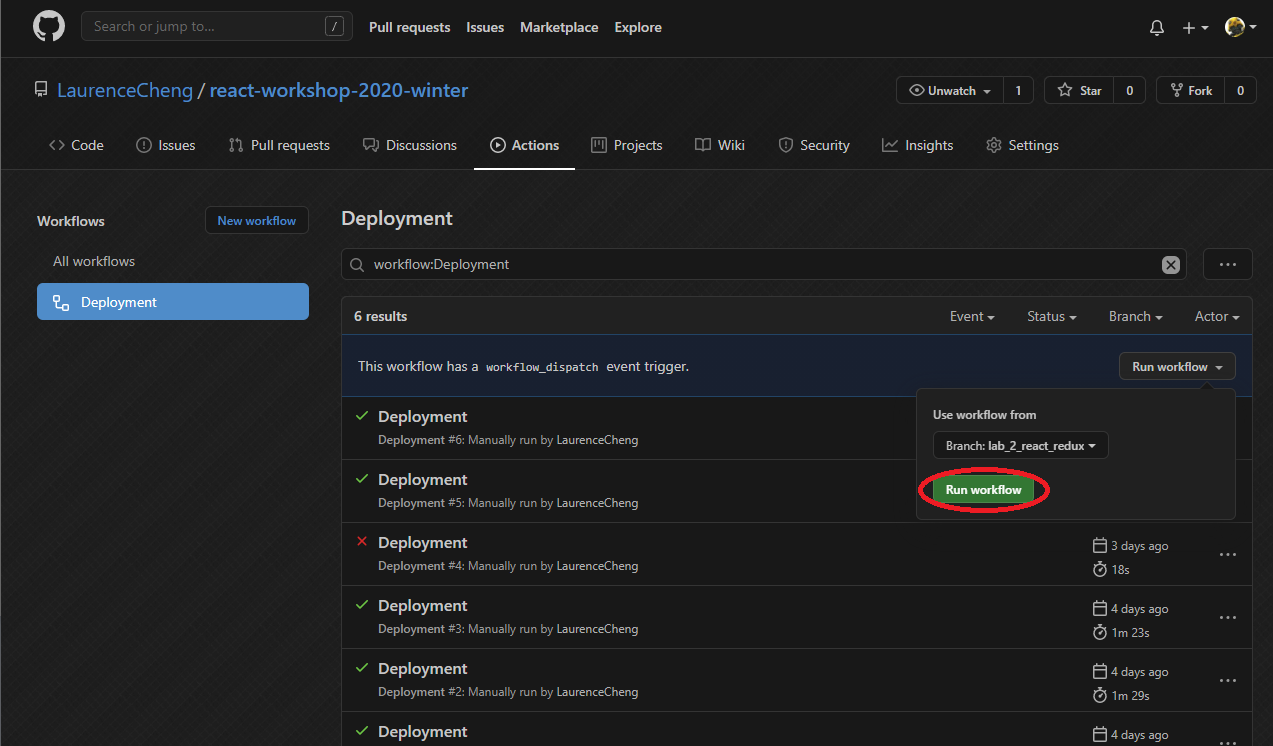 Search or jump to... / Pull requests Issues Marketplace Explore
LaurenceCheng / react-workshop-2020-winter Unwatch 1 Star 0 Fork 0
Code Issues Pull requests Discussions Actions Projects Wiki Security Insights Settings
Workflows New workflow Deployment
All workflows workflow:Deployment
Deployment
6 results Event Status Branch Actor
This workflow has a workflow_dispatch event trigger. Run workflow
Use workflow from
Branch: lab_2_react_redux
Run workflow
Deployment
Deployment #6: Manually run by LaurenceCheng
Deployment
Deployment #5: Manually run by LaurenceCheng
Deployment 3 days ago
Deployment #4: Manually run by LaurenceCheng 18s
Deployment 4 days ago
Deployment #3: Manually run by LaurenceCheng 1m 23s
Deployment 4 days ago
Deployment #2: Manually run by LaurenceCheng 1m 29s
Deployment 4 days ago